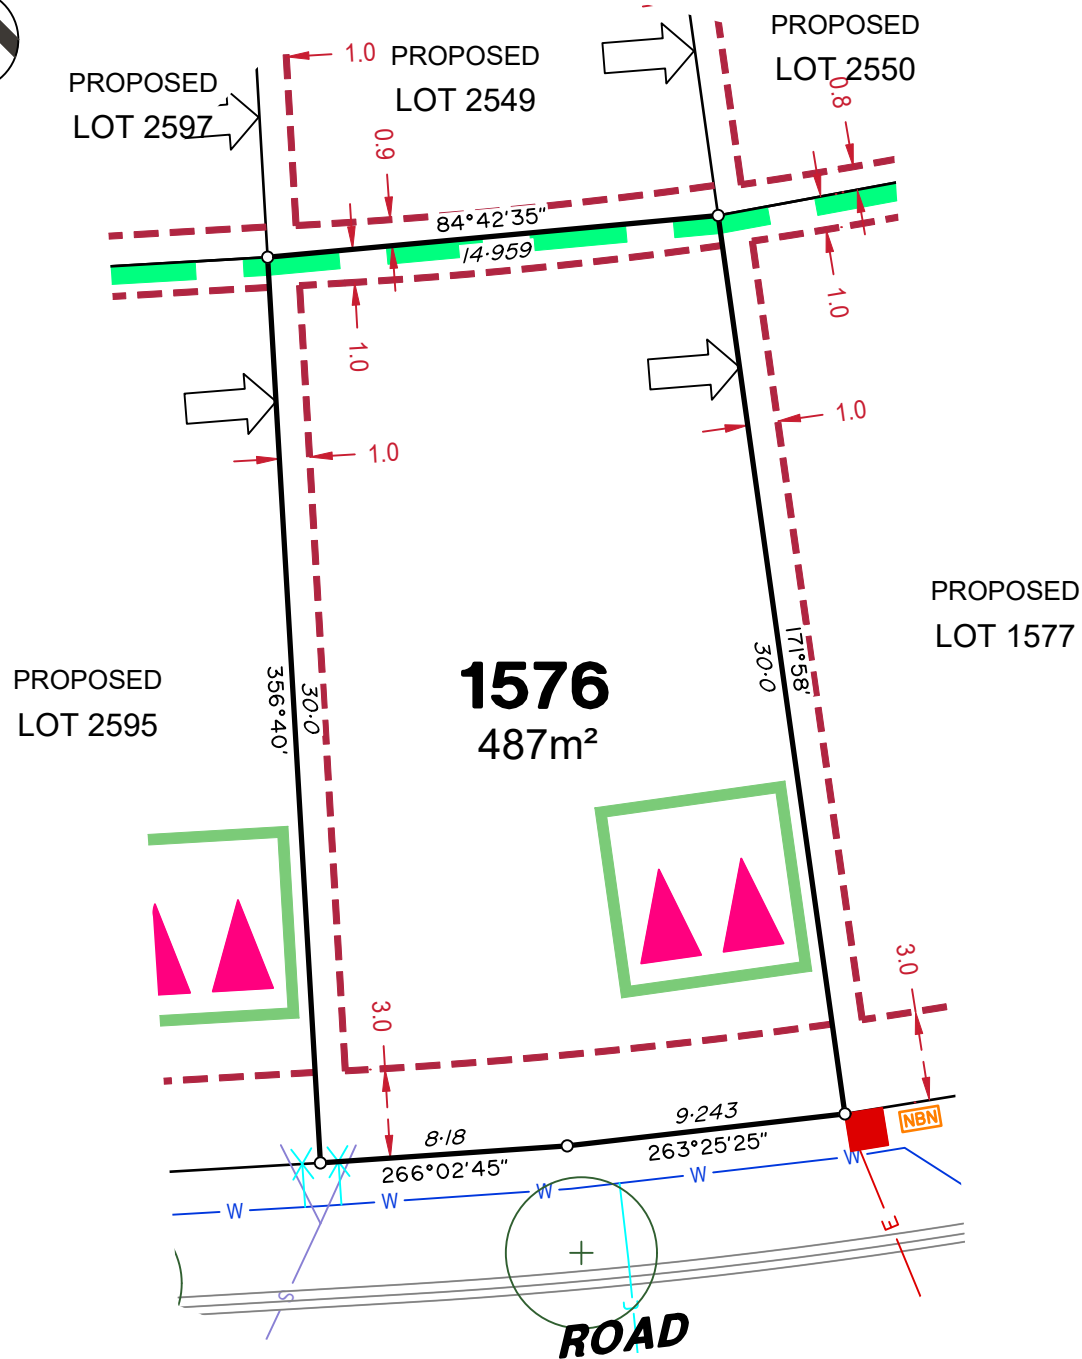 PROPOSED
LOT 2550
PROPOSED
LOT 2549
1.0
PROPOSED
LOT 2597
0.8
0.9
84°42'35"
14·959
1.0
1.0
1.0
1.0
PROPOSED
LOT 1577
PROPOSED
LOT 2595
1576
487m²
356°40'
30·0
30·0
171°58'
3.0
3.0
8·18
266°02'45"
9·243
263°25'25"
NBN
W
W
W
W
W
E
S
J
ROAD